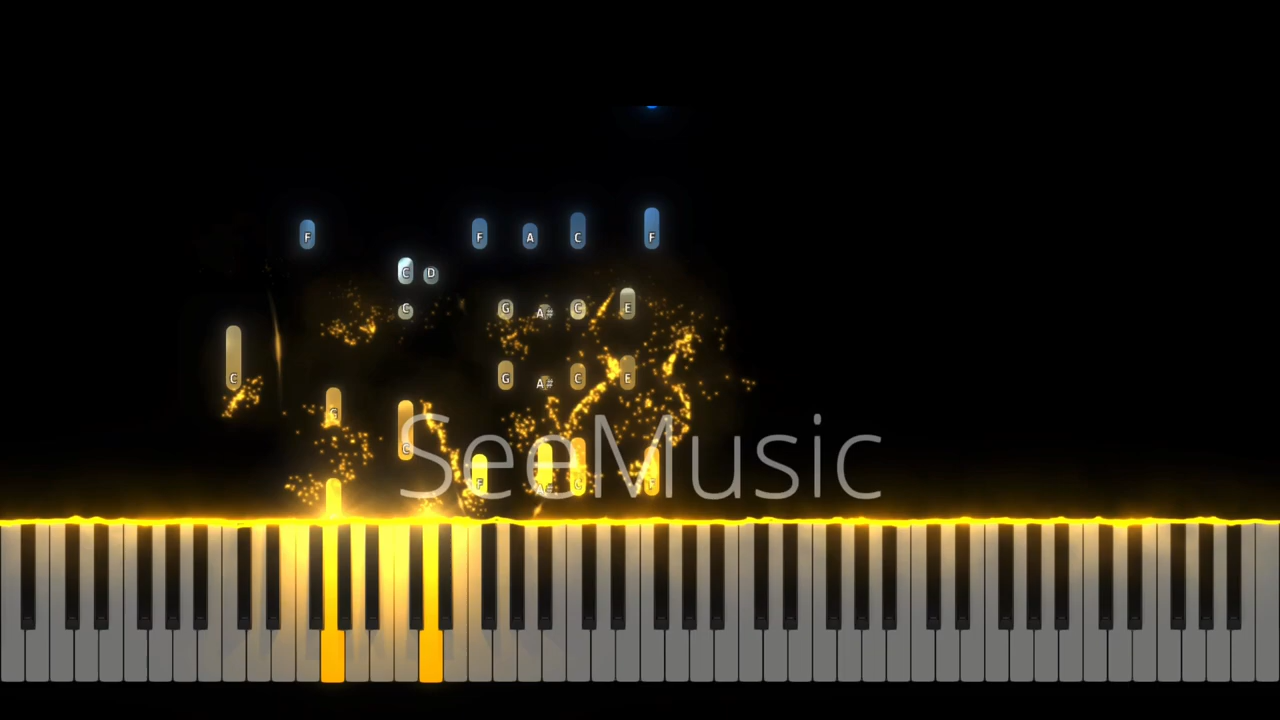 F F A C F
C D
C G A# C E
C G A# C E
G
C
F A# C F
SeeMusic